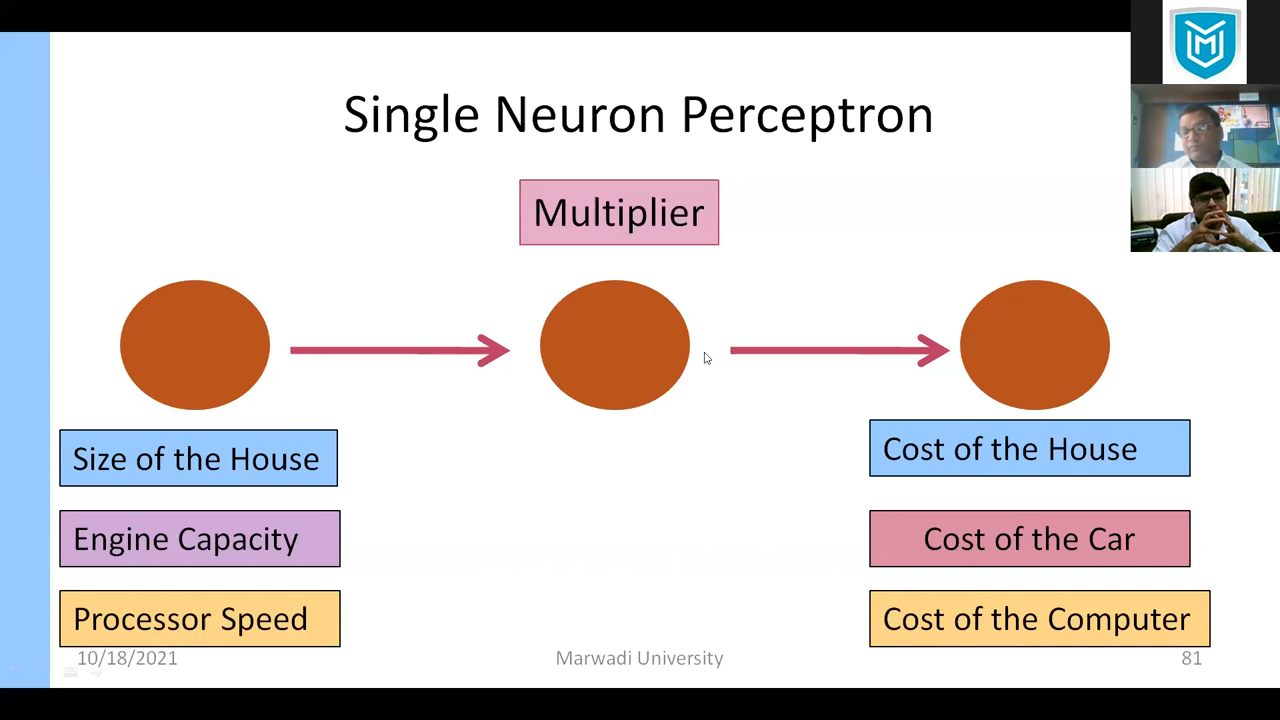 Single Neuron Perceptron
Multiplier
Size of the House
Cost of the House
Engine Capacity
Cost of the Car
Processor Speed
Cost of the Computer
10/18/2021
Marwadi University
81